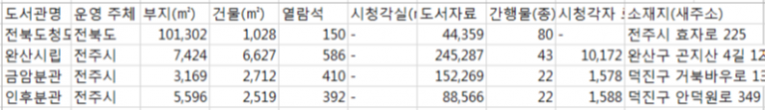 도서관명 운영 주체 부지(㎡) 건물(㎡) 열람석 시청각실( 도서자료 간행물(종) 시청각자 소재지(새주소)
전북도청도 전북도 101,302 1,028 150 - 44,359 80 - 전주시 효자로 225
완산시립 전주시 7,424 6,627 586 - 245,287 43 10,172 완산구 곤지산 4길 12
금암분관 전주시 3,169 2,712 410 - 152,269 22 1,578 덕진구 거북바우로 13
인후분관 전주시 5,596 2,519 392 - 88,566 22 1,588 덕진구 안덕원로 349